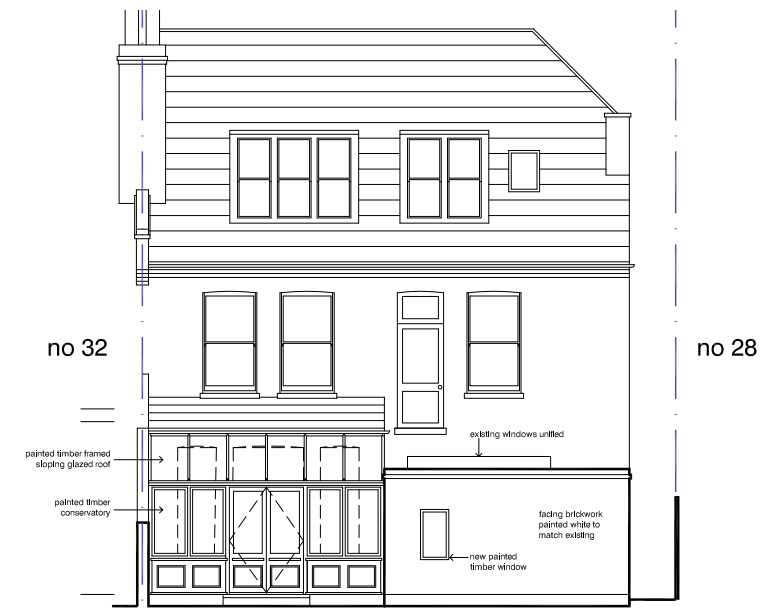 no 32
no 28
existing windows unified
painted timber framed
sloping glazed roof
painted timber
conservatory
facing brickwork
painted white to
match existing
new painted
timber window